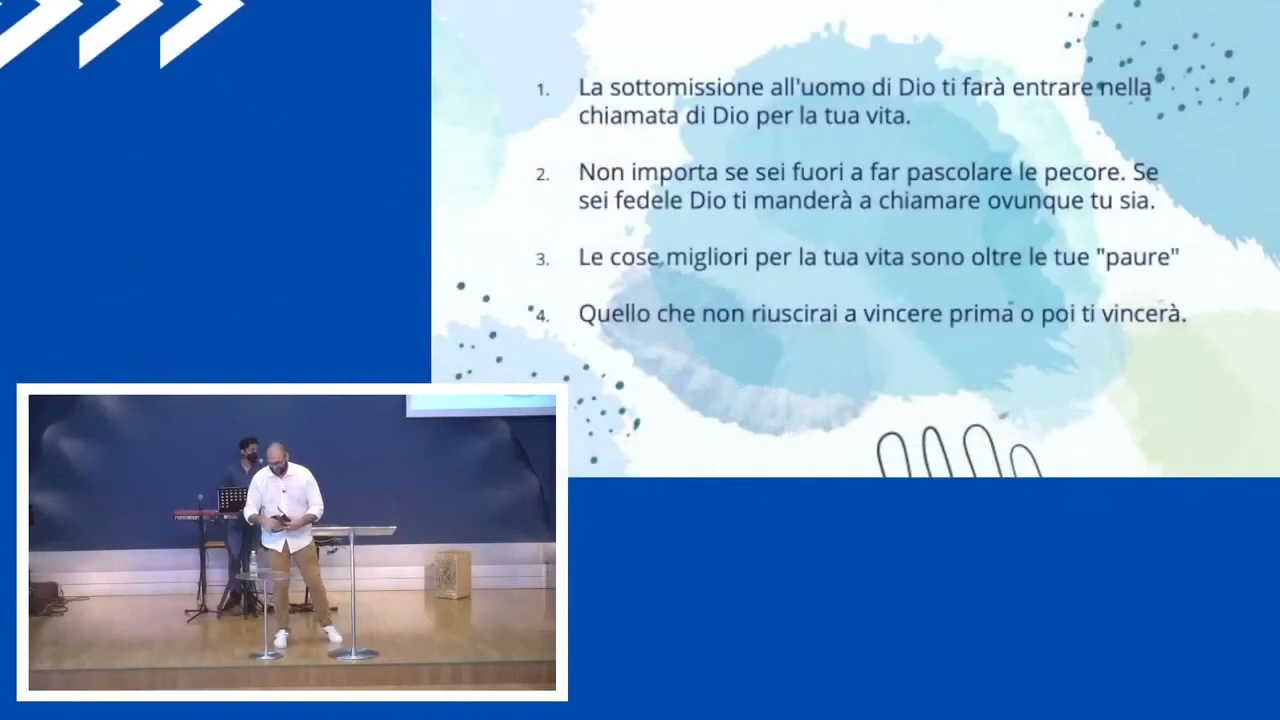 1. La sottomissione all'uomo di Dio ti farà entrare nella
chiamata di Dio per la tua vita.
2. Non importa se sei fuori a far pascolare le pecore. Se
sei fedele Dio ti manderà a chiamare ovunque tu sia.
3. Le cose migliori per la tua vita sono oltre le tue "paure"
4. Quello che non riuscirai a vincere prima o poi ti vincerà.